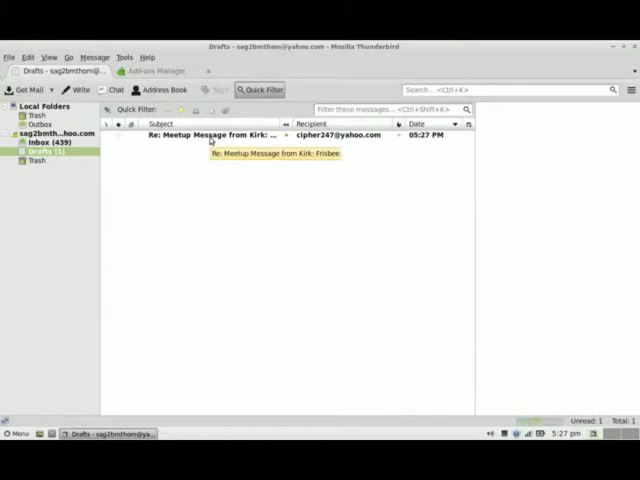 Drafts - sag2bmthom@yahoo.com - Mozilla Thunderbird
File Edit View Go Message Tools Help
Drafts - sag2bmthom@yahoo.com... Add-ons Manager
Get Mail Write Chat Address Book Tag Quick Filter Search... <Ctrl+K>
Local Folders
Trash
Outbox
sag2bmth...hoo.com
Inbox (439)
Drafts (1)
Trash
Quick Filter: Filter these messages... <Ctrl+Shift+K>
Subject Recipient Date
Re: Meetup Message from Kirk: ... cipher247@yahoo.com 05:27 PM
Re: Meetup Message from Kirk: Frisbee
Unread: 1 Total: 1
Menu Drafts - sag2bmthom@ya... 5:27 pm